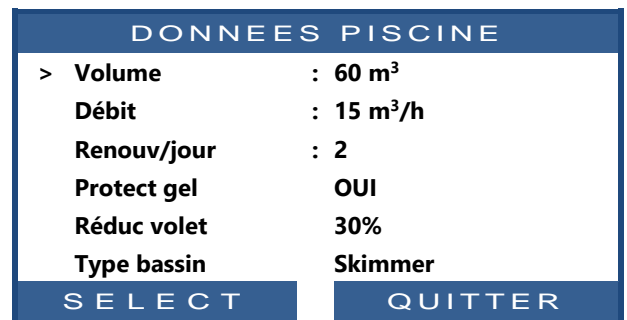 DONNEES PISCINE
> Volume : 60 m³
Débit : 15 m³/h
Renouv/jour : 2
Protect gel OUI
Réduc volet 30%
Type bassin Skimmer
SELECT QUITTER